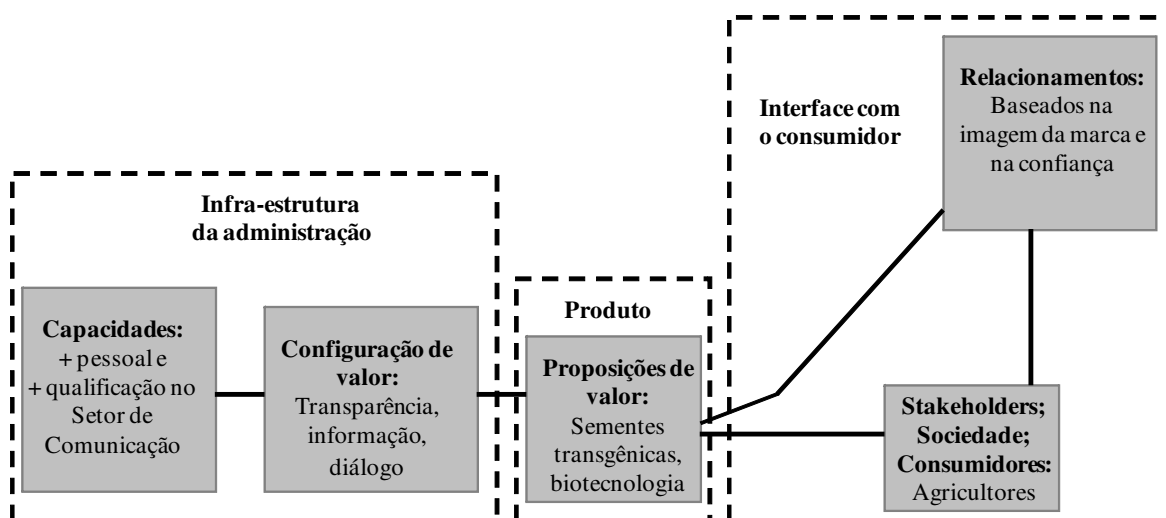 Infra-estrutura
da administração
Capacidades:
+ pessoal e
+ qualificação no
Setor de
Comunicação
Configuração de
valor:
Transparência,
informação,
diálogo
Produto
Proposições de
valor:
Sementes
transgênicas,
biotecnologia
Interface com
o consumidor
Relacionamentos:
Baseados na
imagem da marca e
na confiança
Stakeholders;
Sociedade;
Consumidores:
Agricultores